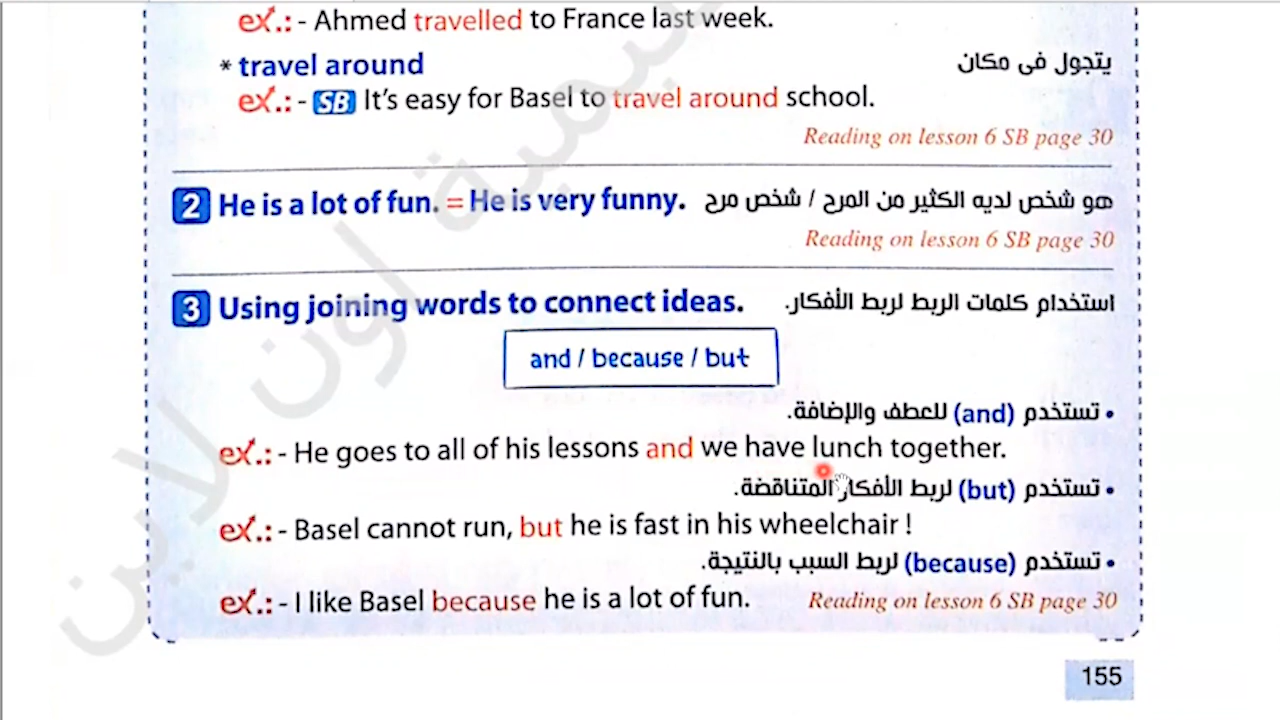 ex.: - Ahmed travelled to France last week.
* travel around يتجول فى مكان
ex.: - SB It's easy for Basel to travel around school.
Reading on lesson 6 SB page 30
2 He is a lot of fun. = He is very funny. هو شخص لديه الكثير من المرح / شخص مرح
Reading on lesson 6 SB page 30
3 Using joining words to connect ideas. استخدام كلمات الربط لربط الأفكار.
and / because / but
• تستخدم (and) للعطف والإضافة.
ex.: - He goes to all of his lessons and we have lunch together.
• تستخدم (but) لربط الأفكار المتناقضة.
ex.: - Basel cannot run, but he is fast in his wheelchair !
• تستخدم (because) لربط السبب بالنتيجة.
ex.: - I like Basel because he is a lot of fun. Reading on lesson 6 SB page 30
155
اون لاين